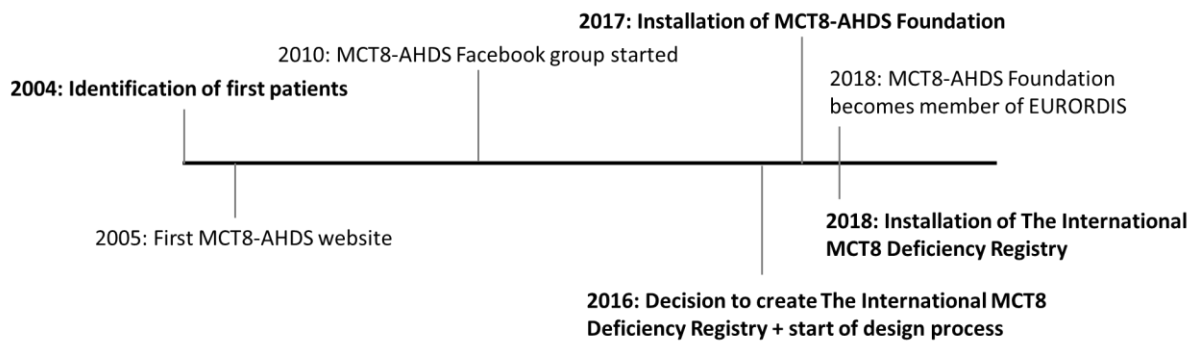 2017: Installation of MCT8-AHDS Foundation
2010: MCT8-AHDS Facebook group started
2004: Identification of first patients
2018: MCT8-AHDS Foundation
becomes member of EURORDIS
2005: First MCT8-AHDS website
2018: Installation of The International
MCT8 Deficiency Registry
2016: Decision to create The International MCT8
Deficiency Registry + start of design process